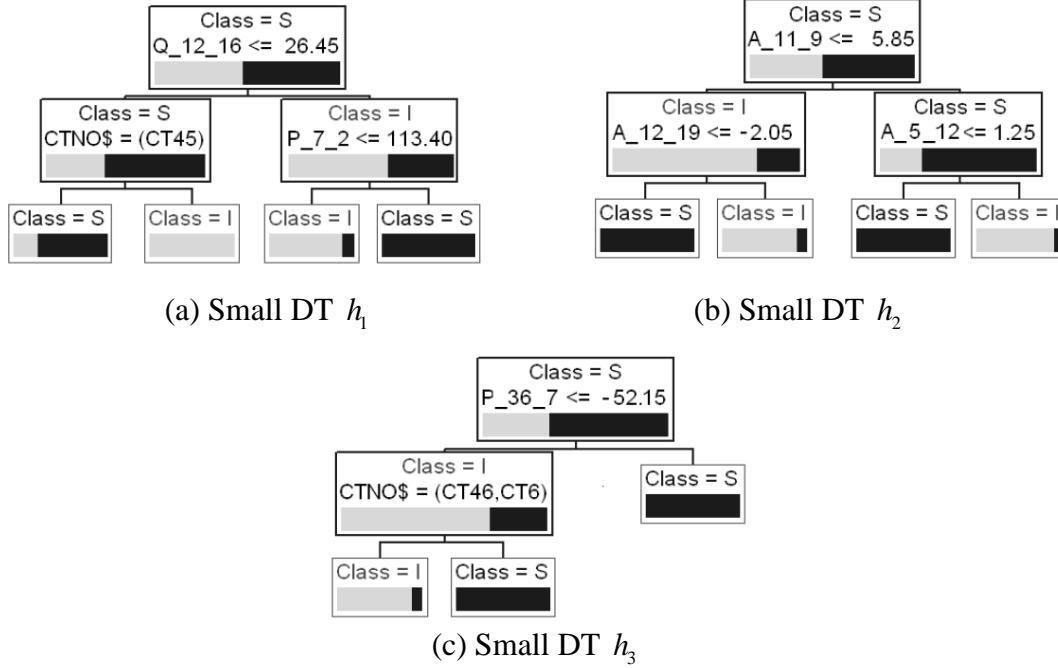 Class = S
Q_12_16 <= 26.45
Class = S
CTNO$ = (CT45)
Class = I
P_7_2 <= 113.40
Class = S
Class = I
Class = I
Class = S
(a) Small DT h₁
Class = S
A_11_9 <= 5.85
Class = I
A_12_19 <= -2.05
Class = S
A_5_12 <= 1.25
Class = S
Class = I
Class = S
Class = I
(b) Small DT h₂
Class = S
P_36_7 <= -52.15
Class = I
CTNO$ = (CT46,CT6)
Class = S
Class = I
Class = S
(c) Small DT h₃